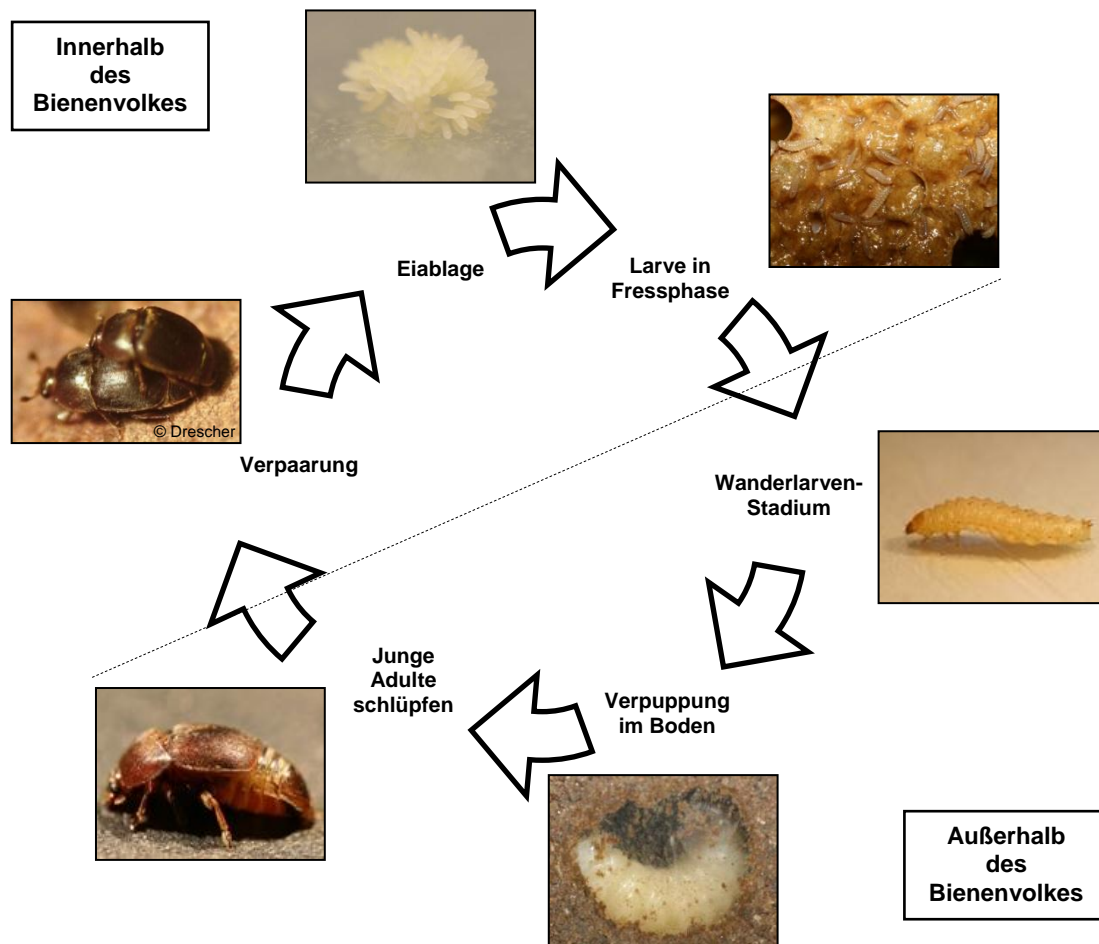 Innerhalb
des
Bienenvolkes
Eiablage
Larve in
Fressphase
© Drescher
Verpaarung
Wanderlarven-
Stadium
Verpuppung
im Boden
Junge
Adulte
schlüpfen
Außerhalb
des
Bienenvolkes